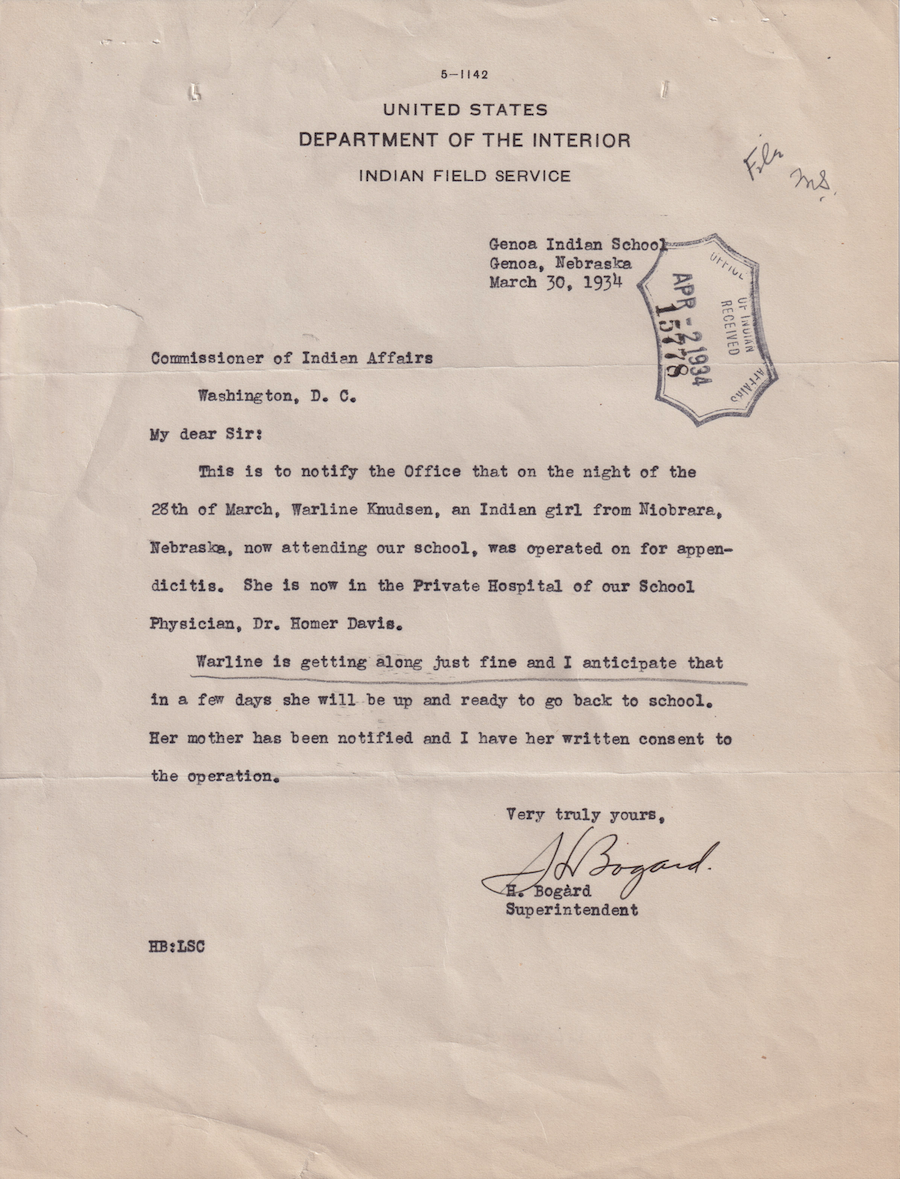 5—1142
UNITED STATES
DEPARTMENT OF THE INTERIOR
INDIAN FIELD SERVICE
File
MS.
Genoa Indian School
Genoa, Nebraska
March 30, 1934
OFFICE OF INDIAN AFFAIRS
RECEIVED
APR -2 1934
15778
Commissioner of Indian Affairs
Washington, D. C.
My dear Sir:
This is to notify the Office that on the night of the
28th of March, Warline Knudsen, an Indian girl from Niobrara,
Nebraska, now attending our school, was operated on for appen-
dicitis. She is now in the Private Hospital of our School
Physician, Dr. Homer Davis.
Warline is getting along just fine and I anticipate that
in a few days she will be up and ready to go back to school.
Her mother has been notified and I have her written consent to
the operation.
Very truly yours,
H Bogard.
H. Bogàrd
Superintendent
HB:LSC